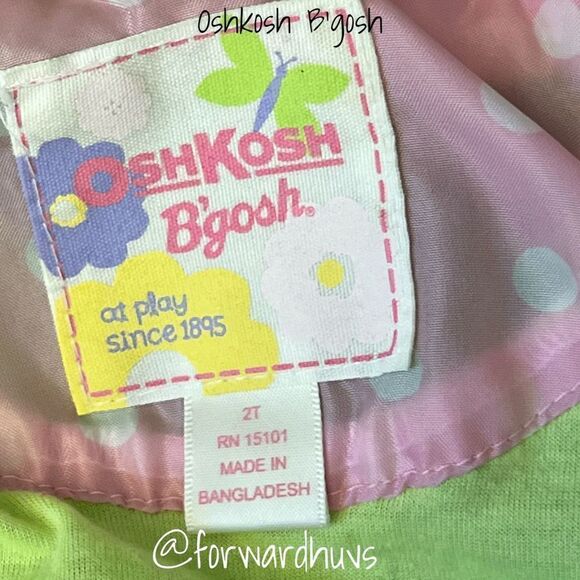 Oshkosh B'gosh
OSHKOSH
B'gosh®
at play
since 1895
2T
RN 15101
MADE IN
BANGLADESH
@forwardhuvs